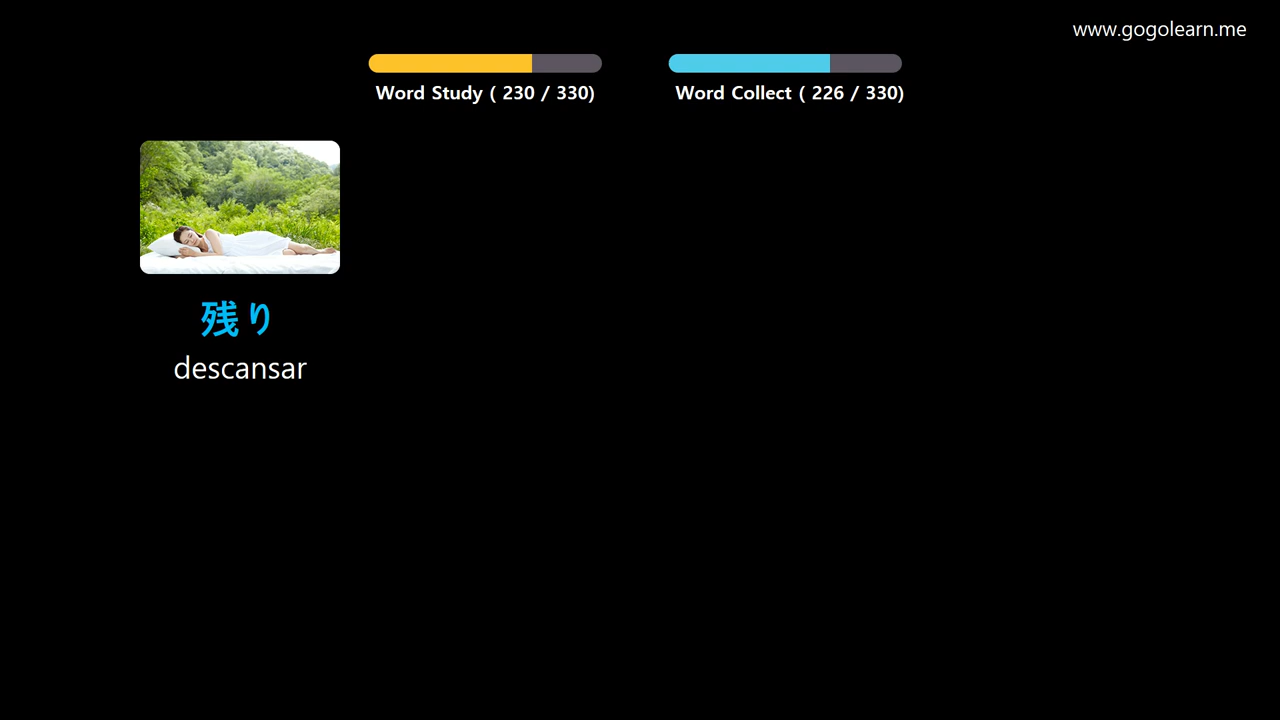 www.gogolearn.me
Word Study ( 230 / 330)
Word Collect ( 226 / 330)
残り
descansar